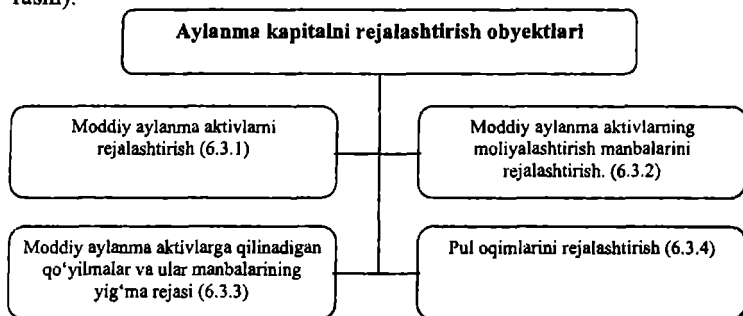 rasm).
Aylanma kapitalni rejalashtirish obyektlari
Moddiy aylanma aktivlarni
rejalashtirish (6.3.1)
Moddiy aylanma aktivlarning
moliyalashtirish manbalarini
rejalashtirish. (6.3.2)
Moddiy aylanma aktivlarga qilinadigan
qo‘yilmalar va ular manbalarining
yig‘ma rejasi (6.3.3)
Pul oqimlarini rejalashtirish (6.3.4)